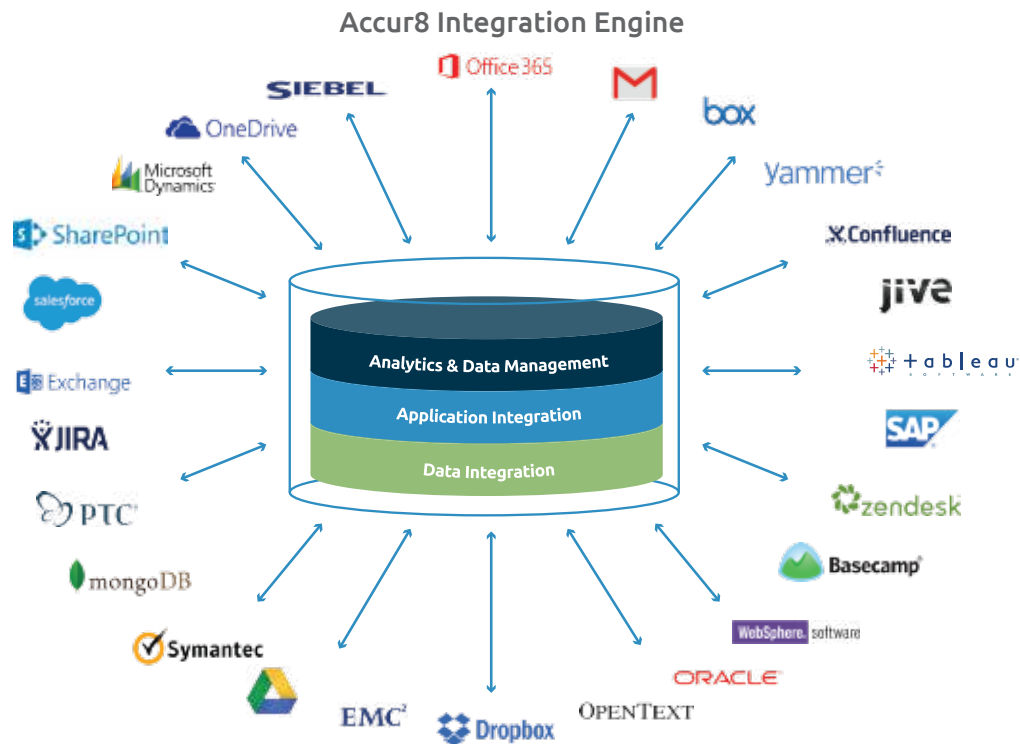 Accur8 Integration Engine
Office 365
SIEBEL
box
OneDrive
yammer
Microsoft
Dynamics
SharePoint
Confluence
salesforce
jive
Analytics & Data Management
tableau
SOFTWARE
Exchange
Application Integration
JIRA
SAP
Data Integration
PTC
zendesk
mongoDB
Basecamp
WebSphere. software
Symantec
ORACLE
EMC²
OPENTEXT
Dropbox